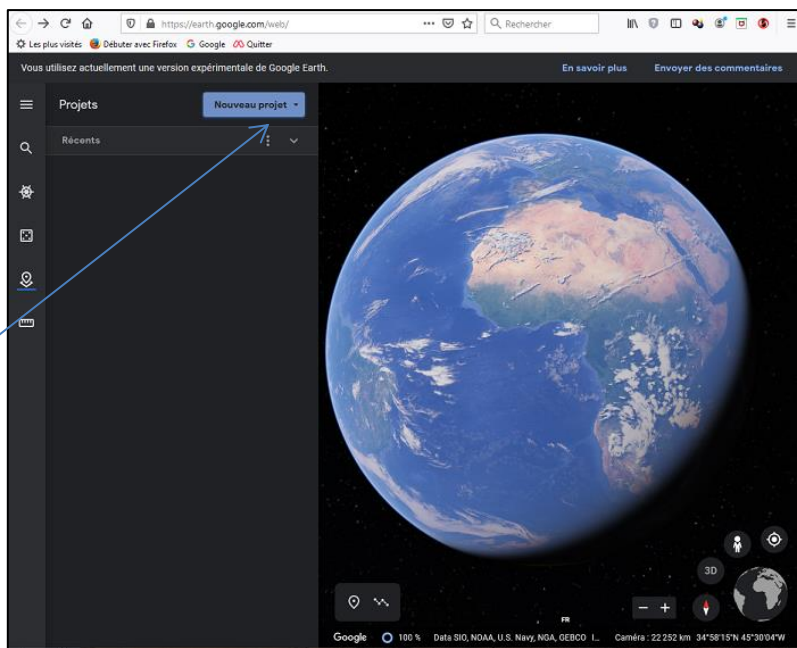 https://earth.google.com/web/
Rechercher
Les plus visités Débuter avec Firefox Google Quitter
Vous utilisez actuellement une version expérimentale de Google Earth.
En savoir plus Envoyer des commentaires
Projets
Nouveau projet
Récents
3D
FR
Google 100 % Data SIO, NOAA, U.S. Navy, NGA, GEBCO I... Caméra : 22 252 km 34°58'15"N 45°30'04"W